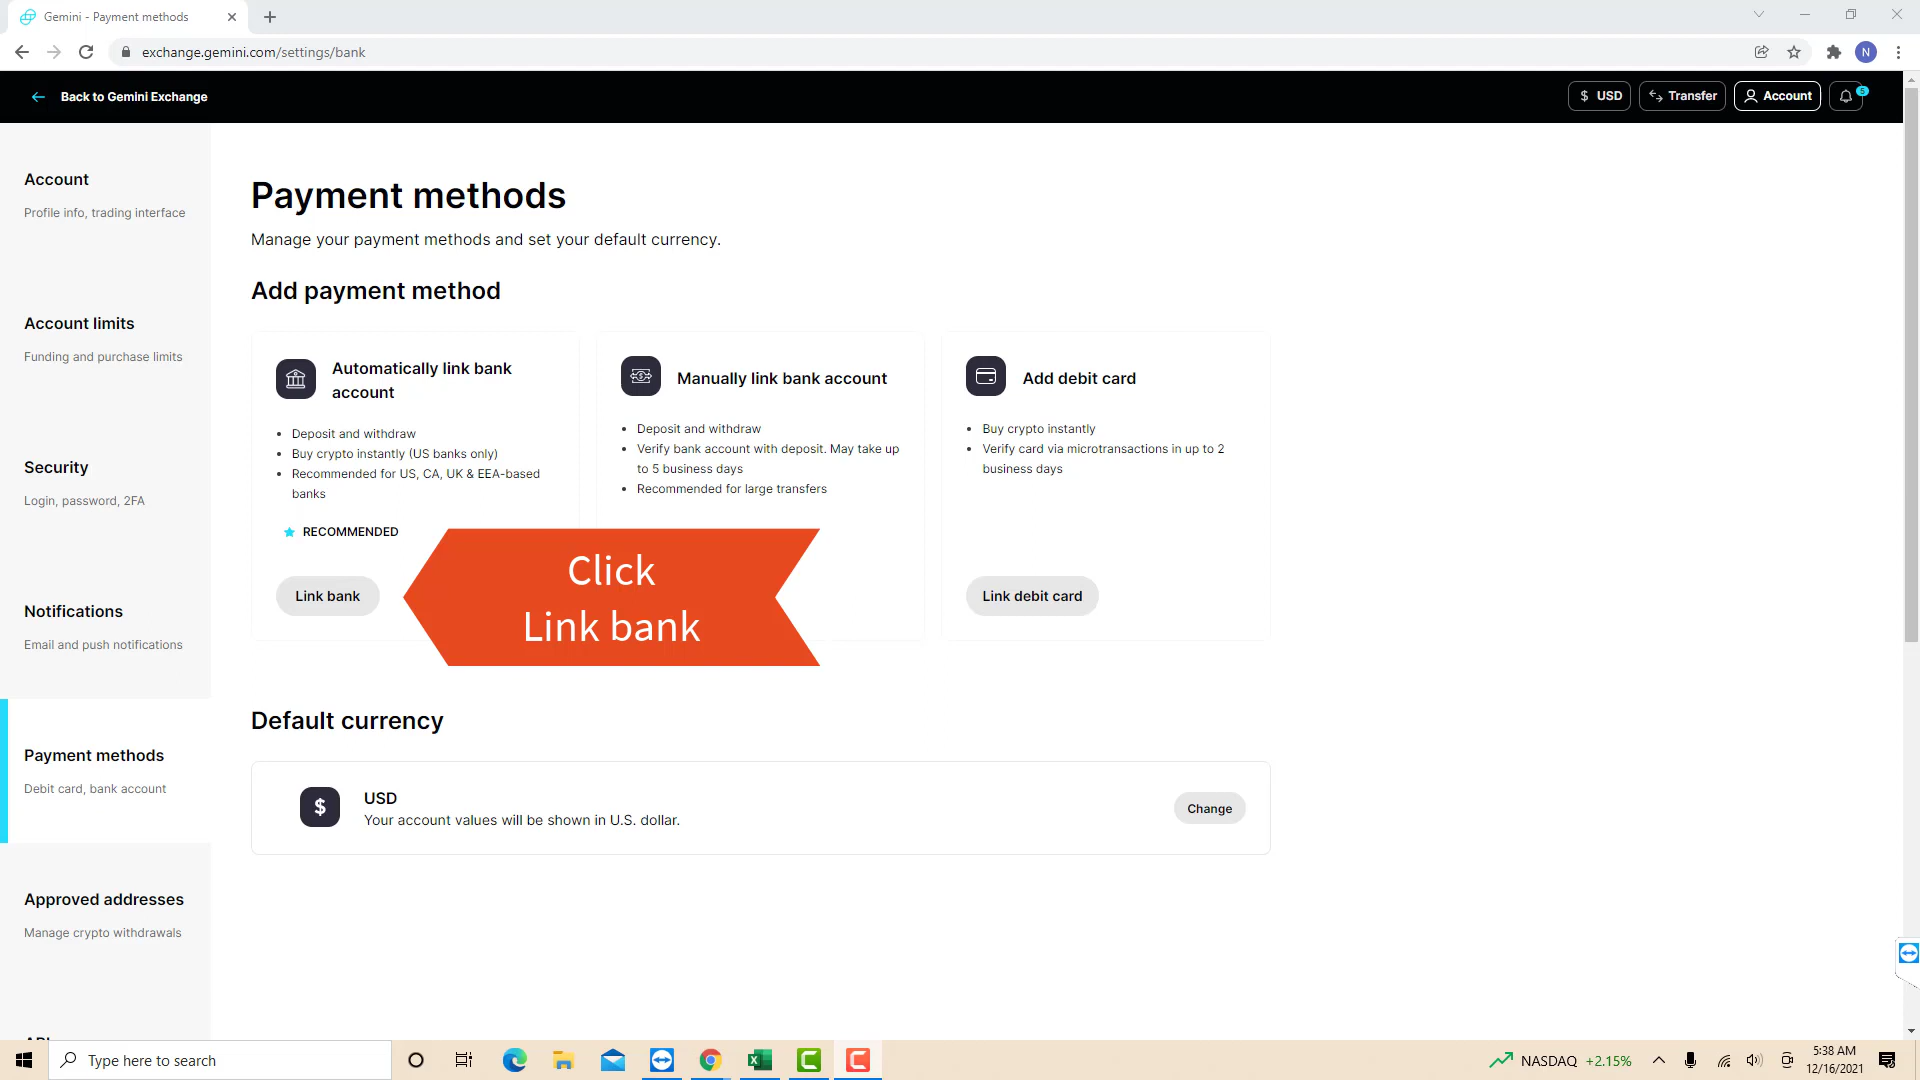 Gemini - Payment methods
exchange.gemini.com/settings/bank
N
Back to Gemini Exchange
$ USD
Transfer
Account
5
Account
Profile info, trading interface
Account limits
Funding and purchase limits
Security
Login, password, 2FA
Notifications
Email and push notifications
Payment methods
Debit card, bank account
Approved addresses
Manage crypto withdrawals
Payment methods
Manage your payment methods and set your default currency.
Add payment method
Automatically link bank
account
• Deposit and withdraw
• Buy crypto instantly (US banks only)
• Recommended for US, CA, UK & EEA-based
banks
RECOMMENDED
Link bank
Manually link bank account
• Deposit and withdraw
• Verify bank account with deposit. May take up
to 5 business days
• Recommended for large transfers
Add debit card
• Buy crypto instantly
• Verify card via microtransactions in up to 2
business days
Link debit card
Click
Link bank
Default currency
$
USD
Your account values will be shown in U.S. dollar.
Change
Type here to search
NASDAQ +2.15%
5:38 AM
12/16/2021